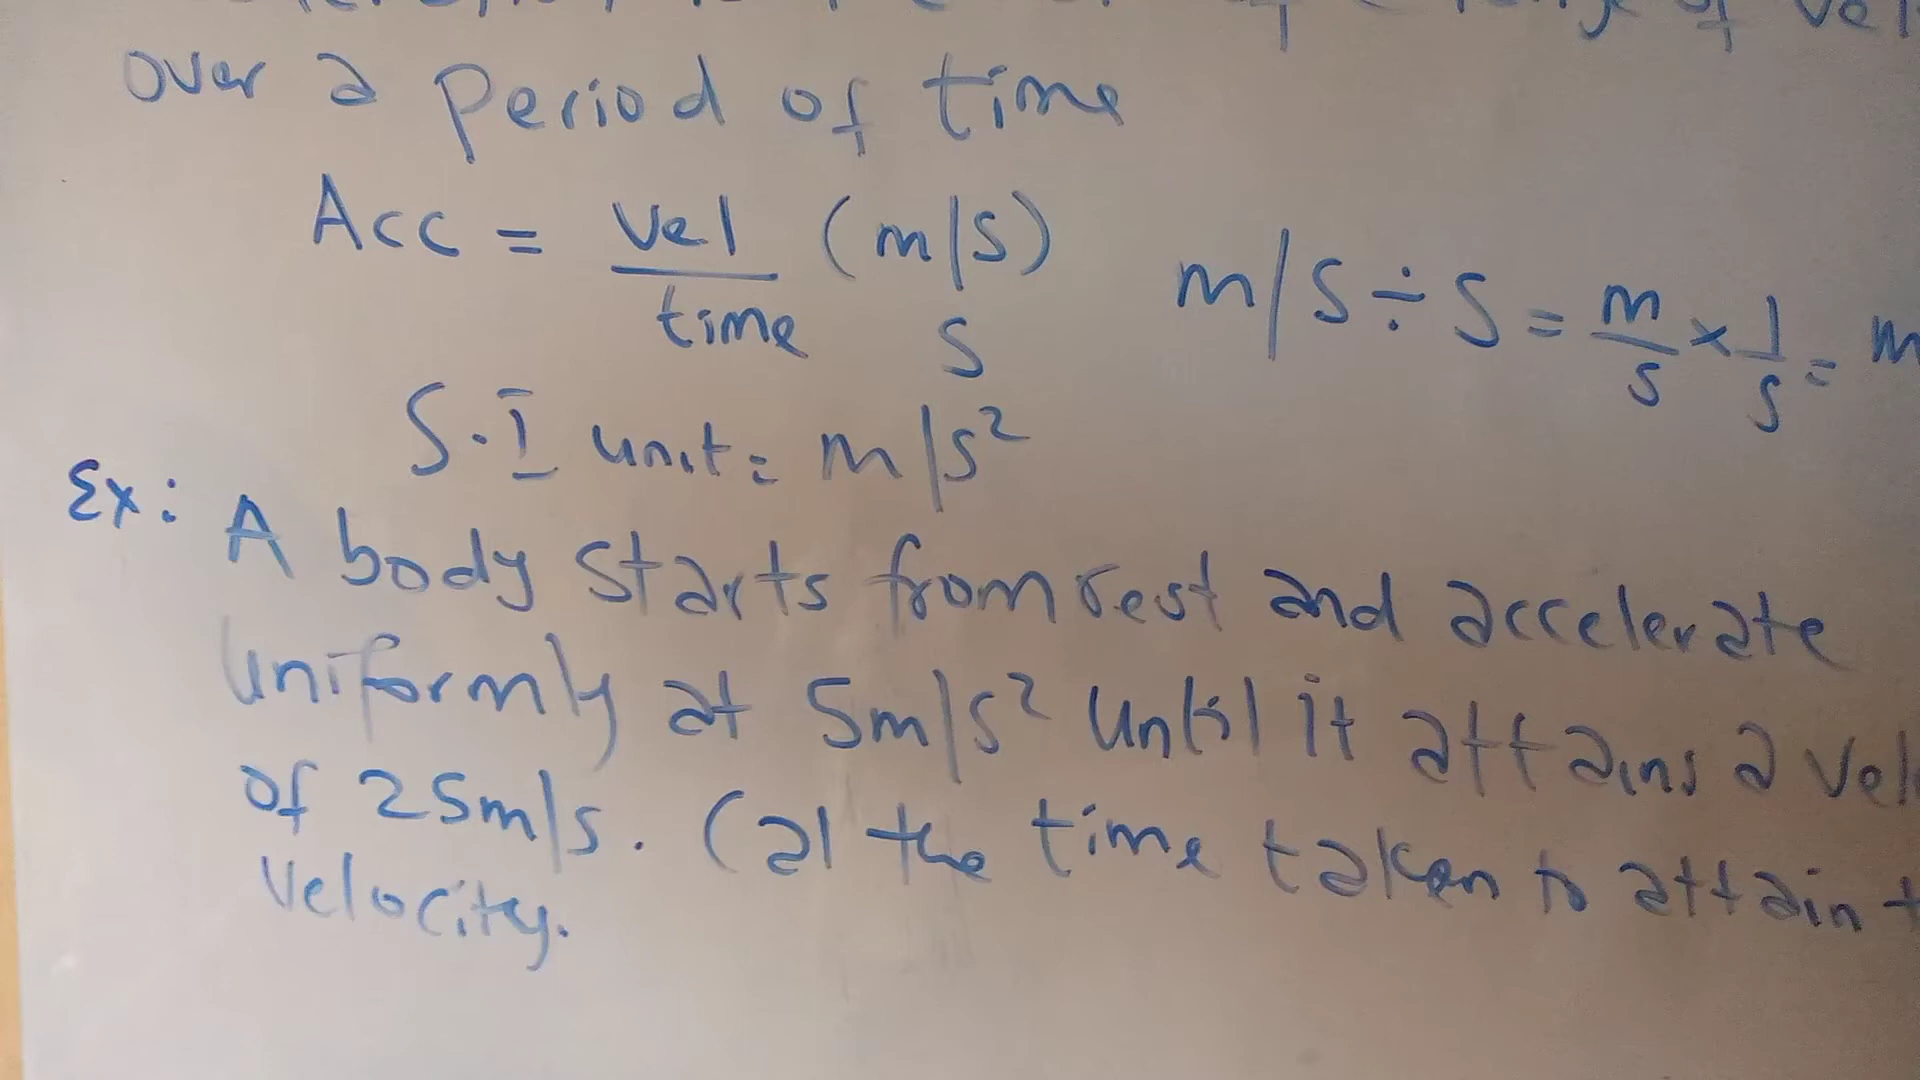 over a period of time
Acc = vel/time (m/s)/s m/s ÷ s = m/s × 1/s = m
S.I unit = m/s²
Ex: A body starts from rest and accelerate
uniformly at 5m/s² until it attains a vel
of 25m/s. (a) the time taken to attain t
velocity.